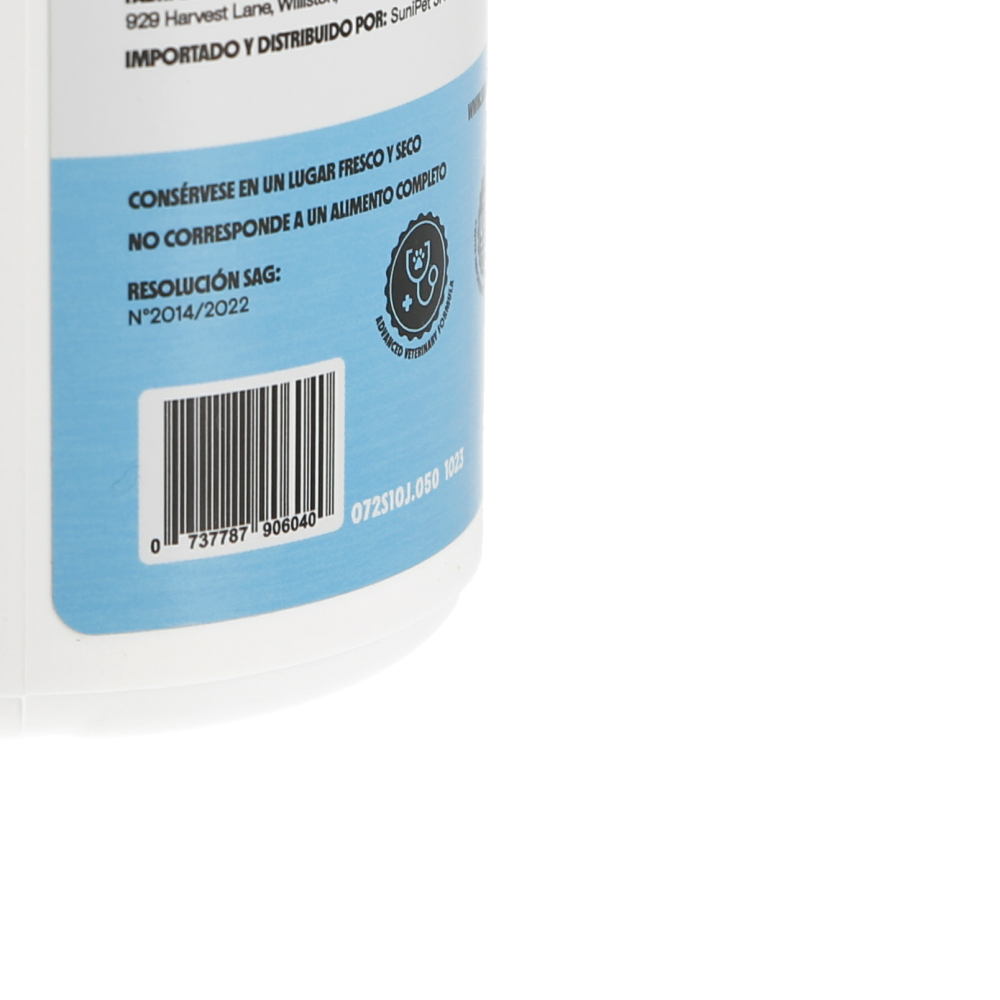 929 Harvest Lane, Williston,
IMPORTADO Y DISTRIBUIDO POR: SuniPet
CONSÉRVESE EN UN LUGAR FRESCO Y SECO
NO CORRESPONDE A UN ALIMENTO COMPLETO
RESOLUCIÓN SAG:
N°2014/2022
ADVANCED VETERINARY FORMULA
0 737787 906040
072S10J.050 1023